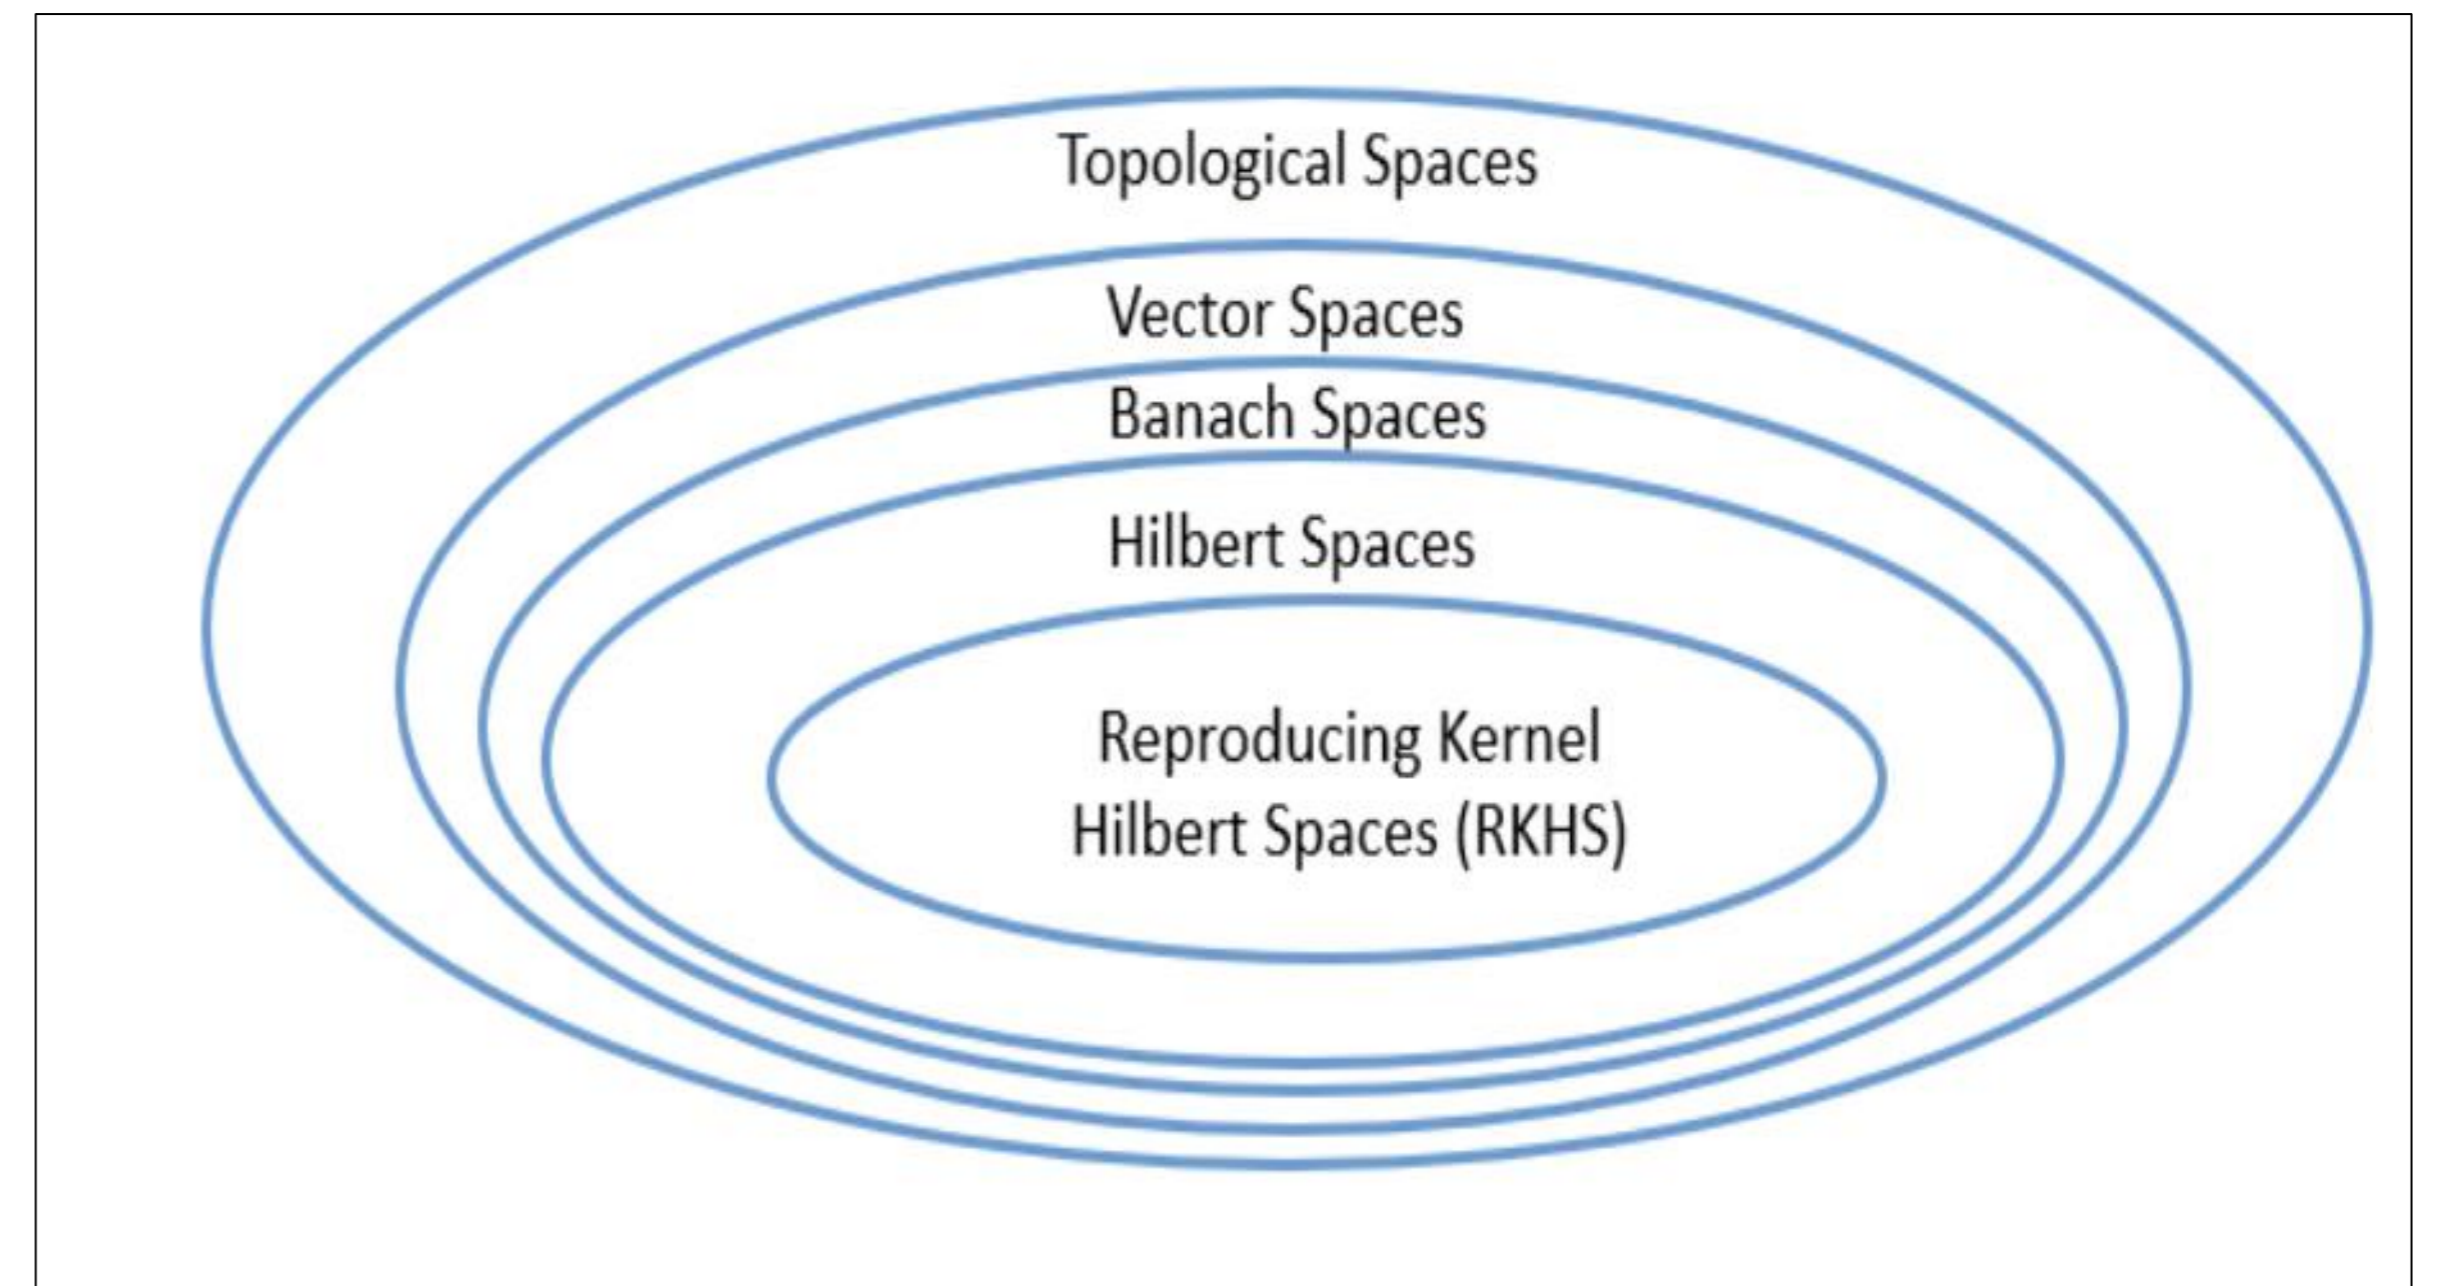 Topological Spaces
Vector Spaces
Banach Spaces
Hilbert Spaces
Reproducing Kernel
Hilbert Spaces (RKHS)